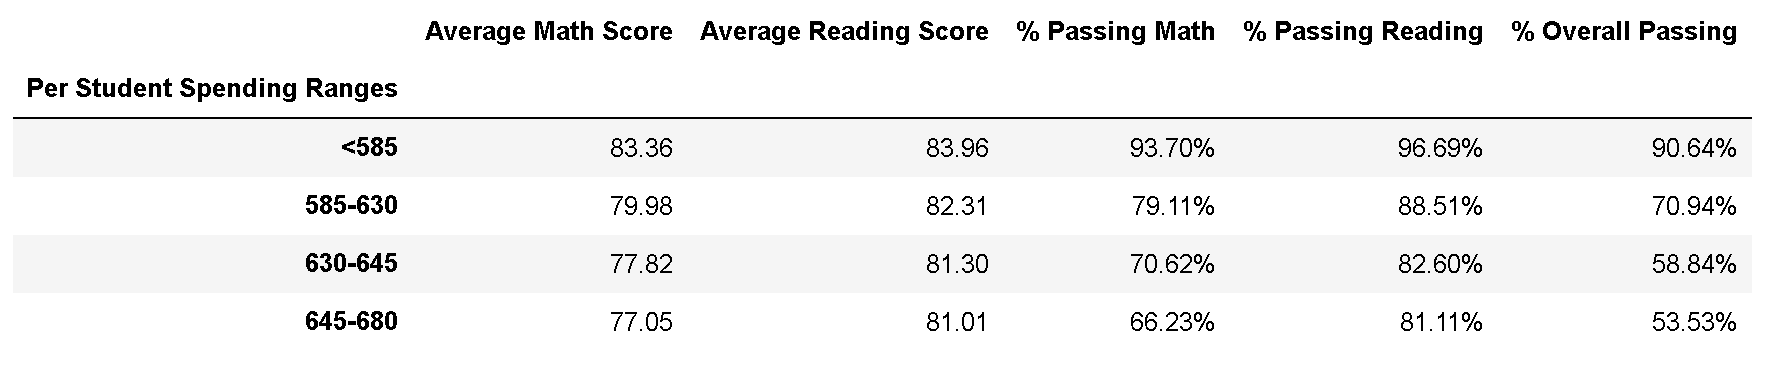 Average Math Score Average Reading Score % Passing Math % Passing Reading % Overall Passing
Per Student Spending Ranges
<585 83.36 83.96 93.70% 96.69% 90.64%
585-630 79.98 82.31 79.11% 88.51% 70.94%
630-645 77.82 81.30 70.62% 82.60% 58.84%
645-680 77.05 81.01 66.23% 81.11% 53.53%